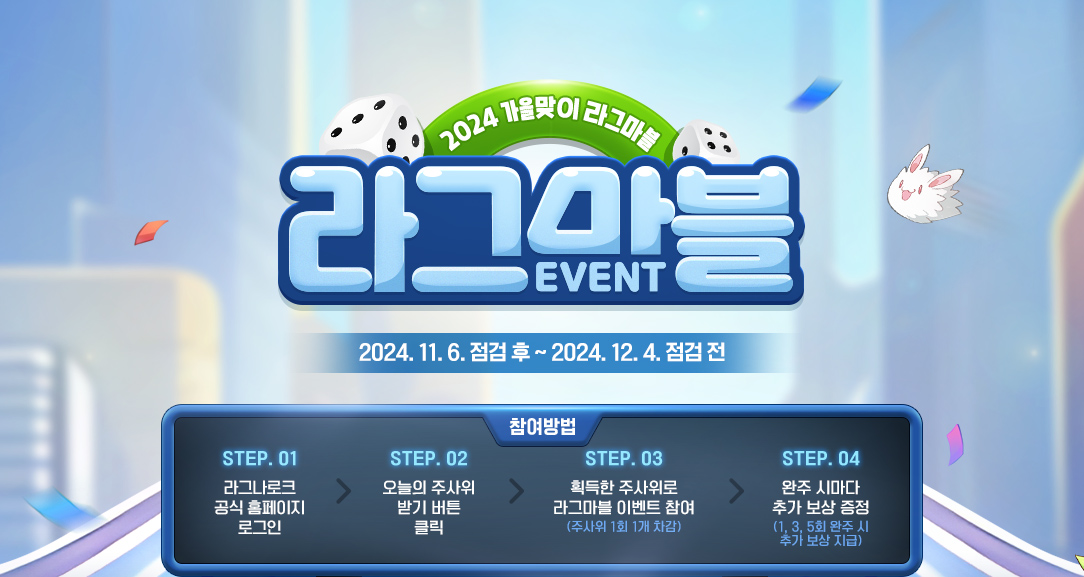 2024 가을맞이 라그마블
라그마블
EVENT
2024. 11. 6. 점검 후 ~ 2024. 12. 4. 점검 전
참여방법
STEP. 01
라그나로크
공식 홈페이지
로그인
STEP. 02
오늘의 주사위
받기 버튼
클릭
STEP. 03
획득한 주사위로
라그마블 이벤트 참여
(주사위 1회 1개 차감)
STEP. 04
완주 시마다
추가 보상 증정
(1, 3, 5회 완주 시
추가 보상 지급)